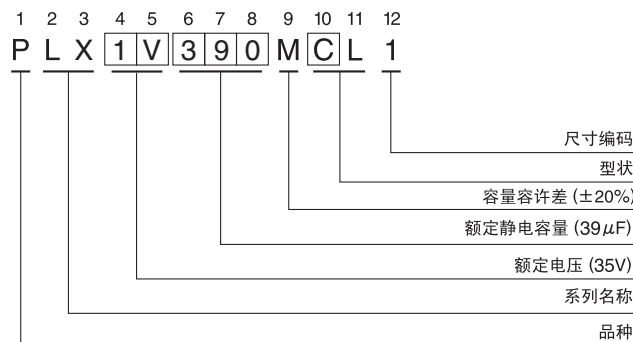 1 2 3 4 5 6 7 8 9 10 11 12
P L X 1 V 3 9 0 M C L 1
尺寸编码
型状
容量容许差 (±20%)
额定静电容量 (39μF)
额定电压 (35V)
系列名称
品种